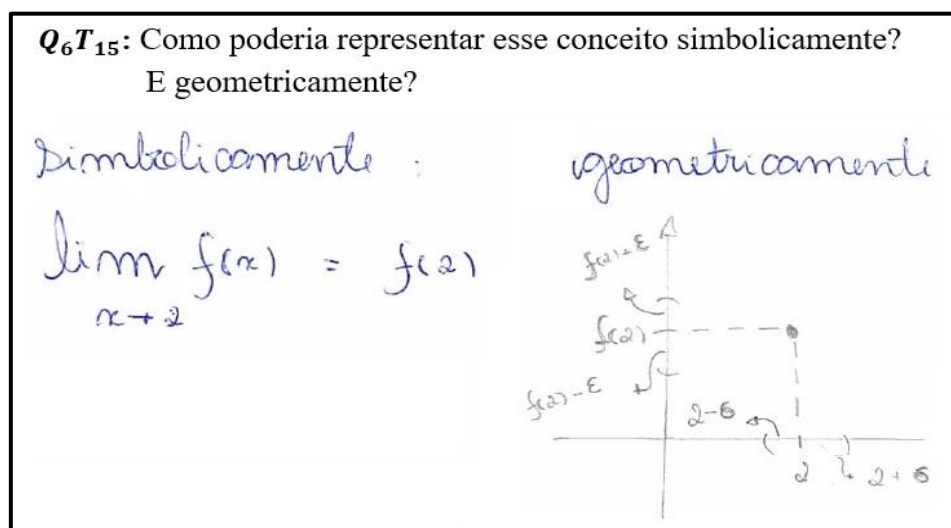 Q₆T₁₅: Como poderia representar esse conceito simbolicamente?
E geometricamente?
Simbolicamente :
lim f(x) = f(2)
x→2
geometricamente
f(2)+ε
f(2)
f(2)-ε
2-δ
2
2+δ